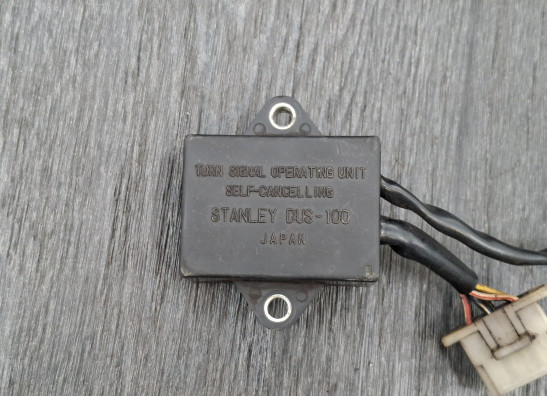 TURN SIGNAL OPERATING UNIT
SELF-CANCELLING
STANLEY DUS-100
JAPAN